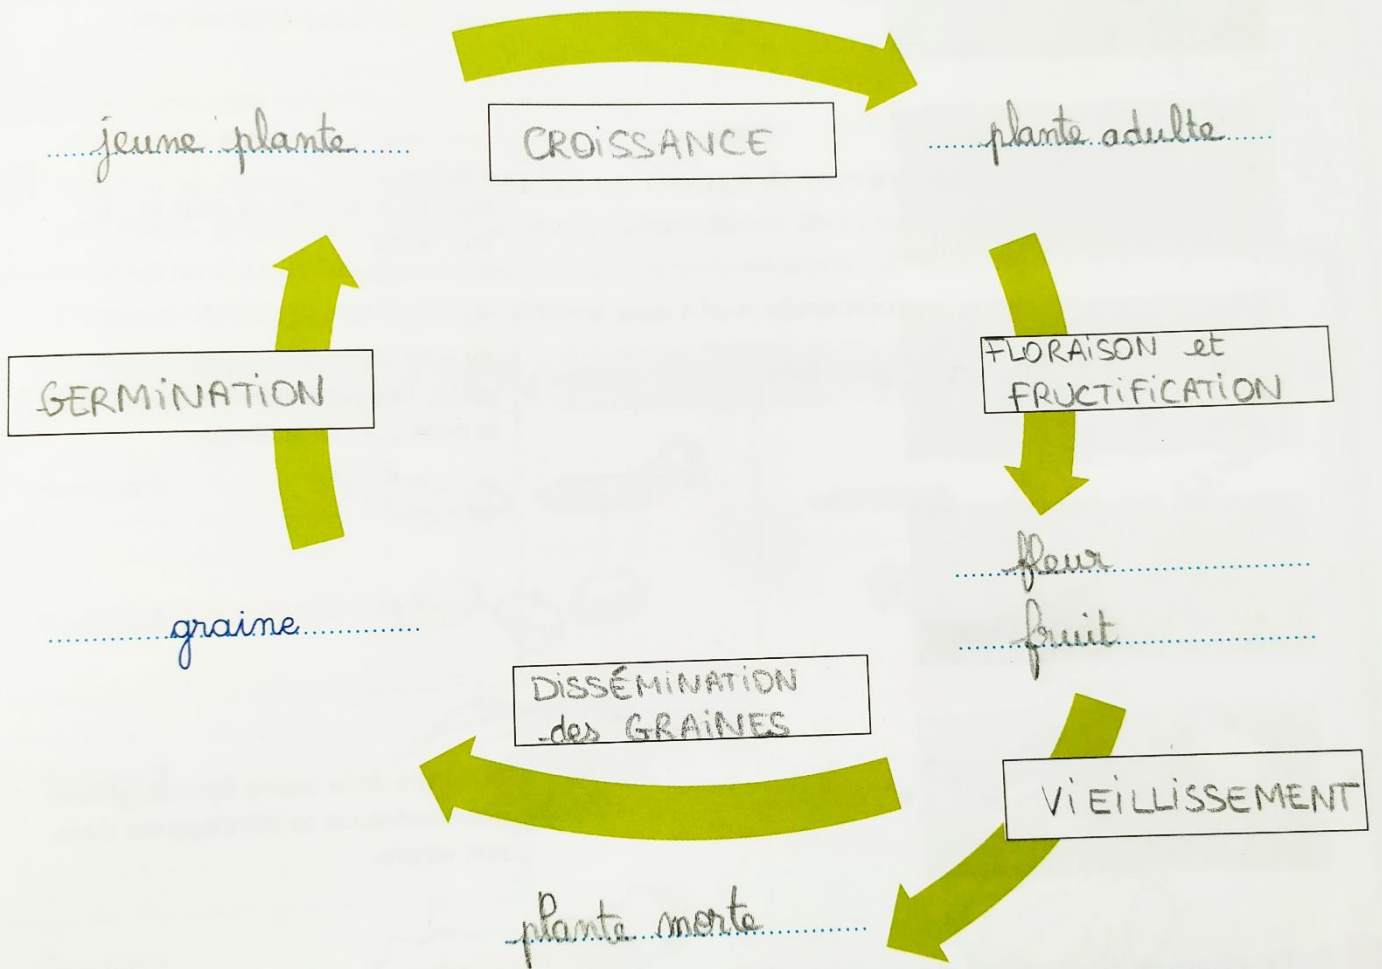 jeune plante
CROISSANCE
plante adulte
GERMINATION
FLORAISON et
FRUCTIFICATION
fleur
fruit
graine
DISSÉMINATION
des GRAINES
VIEILLISSEMENT
plante morte